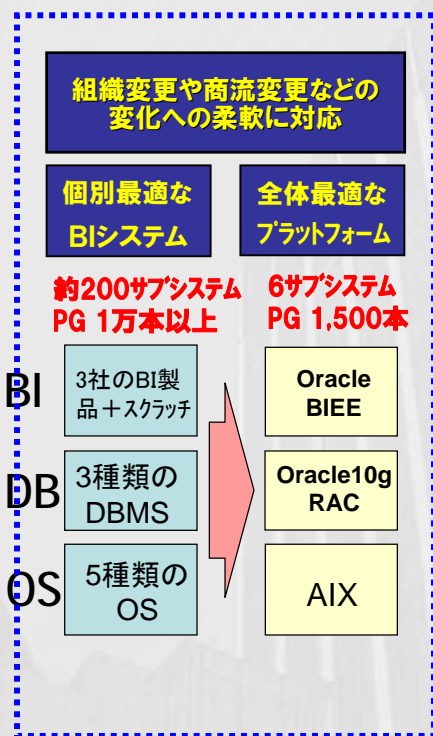 組織変更や商流変更などの
変化への柔軟に対応
個別最適な
BIシステム
全体最適な
プラットフォーム
約200サブシステム
PG 1万本以上
6サブシステム
PG 1,500本
BI
3社のBI製
品＋スクラッチ
Oracle
BIEE
DB
3種類の
DBMS
Oracle10g
RAC
OS
5種類の
OS
AIX